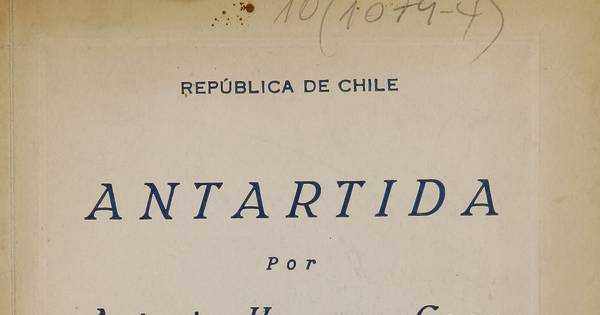 10(1079-4)
REPÚBLICA DE CHILE
ANTARTIDA
Por